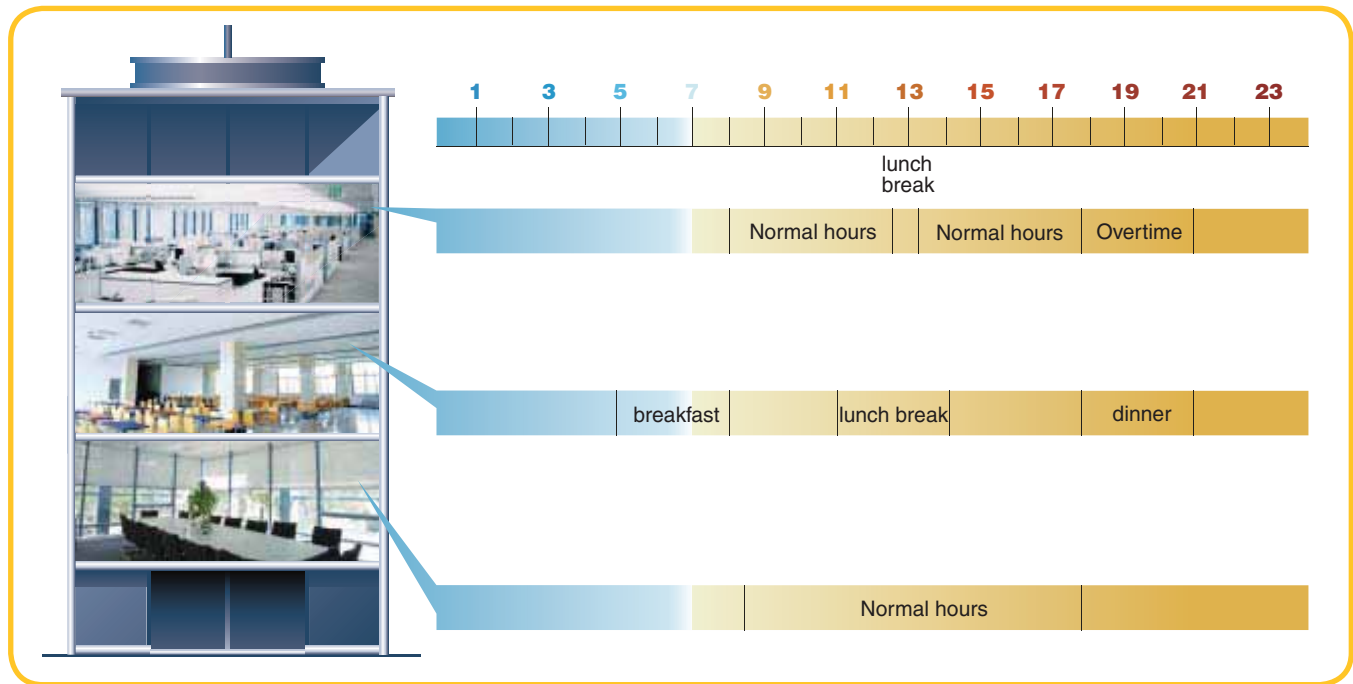 1 3 5 7 9 11 13 15 17 19 21 23
lunch
break
Normal hours Normal hours Overtime
breakfast lunch break dinner
Normal hours